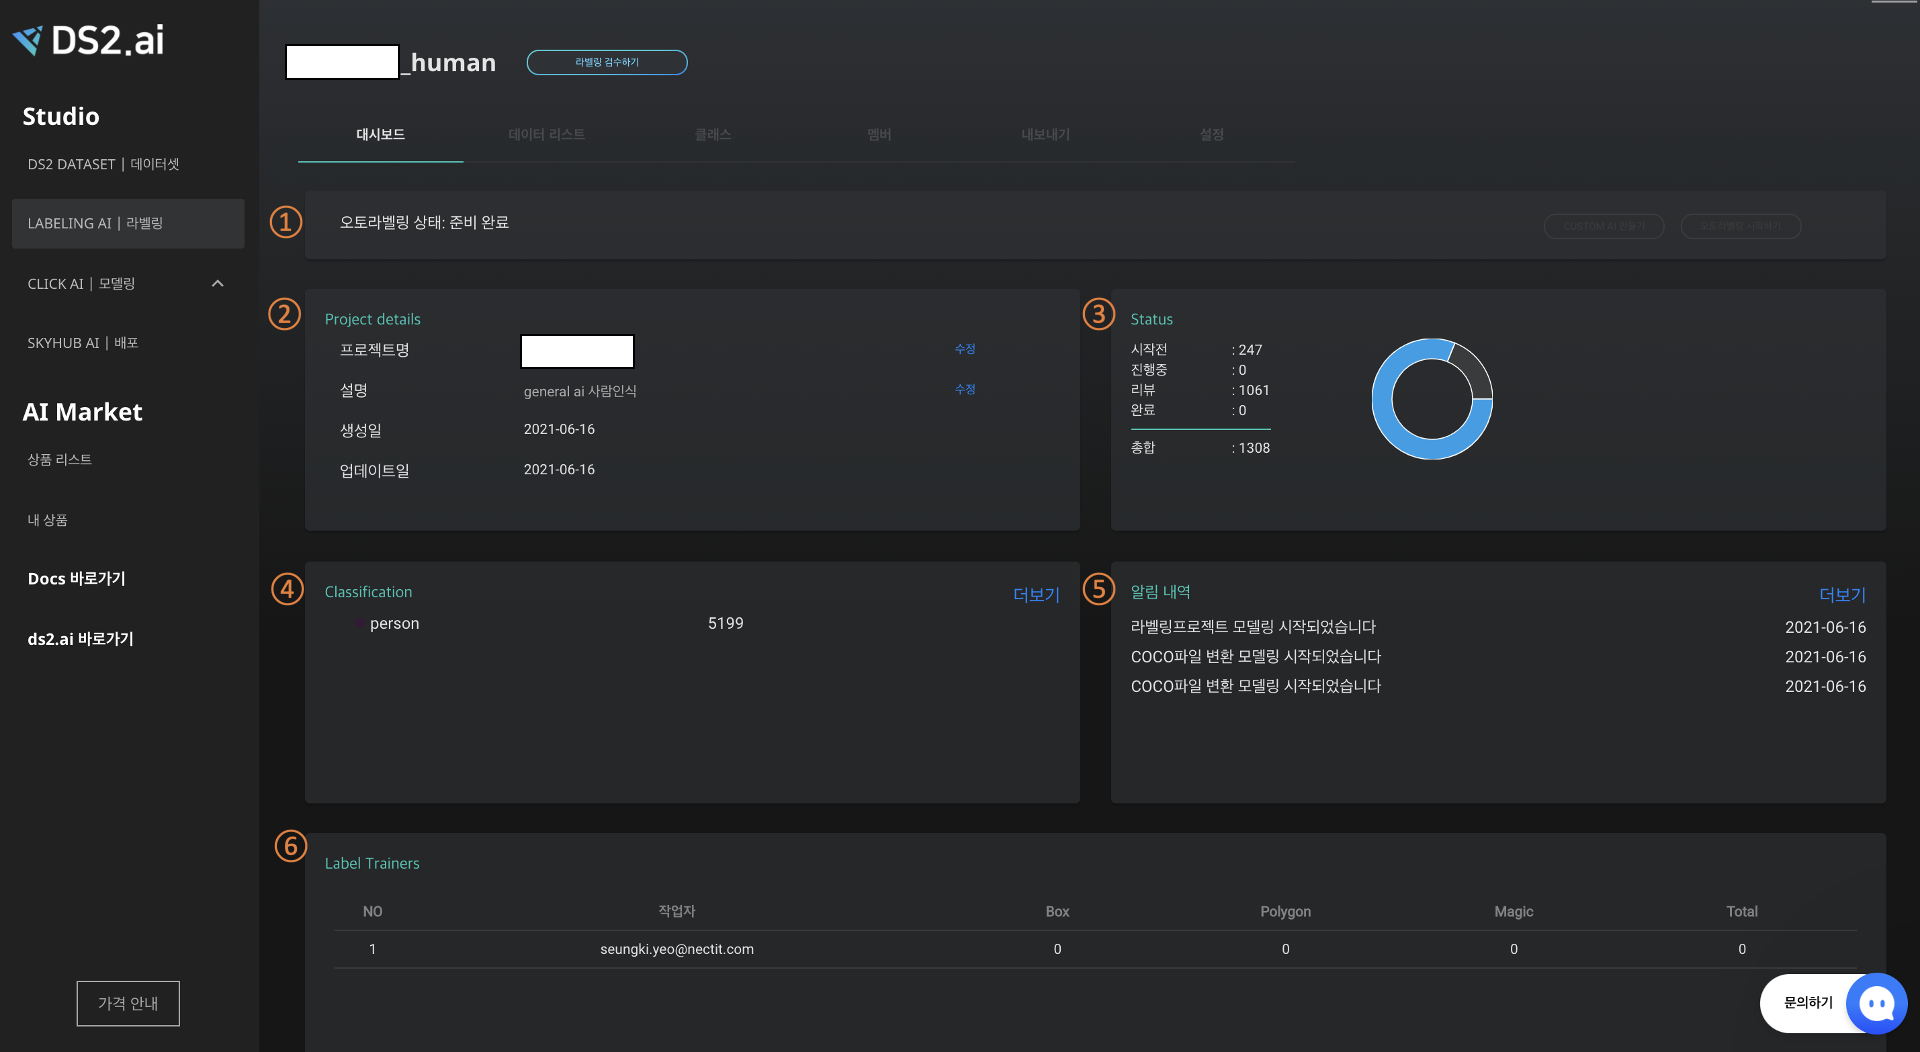 DS2.ai
Studio
DS2 DATASET | 데이터셋
LABELING AI | 라벨링
CLICK AI | 모델링
SKYHUB AI | 배포
AI Market
상품 리스트
내 상품
Docs 바로가기
ds2.ai 바로가기
가격 안내
_human
라벨링 검수하기
대시보드 데이터 리스트 클래스 멤버 내보내기 설정
① 오토라벨링 상태: 준비 완료 CUSTOM AI 만들기 오토라벨링 시작하기
② Project details
프로젝트명 수정
설명 general ai 사람인식 수정
생성일 2021-06-16
업데이트일 2021-06-16
③ Status
시작전 : 247
진행중 : 0
리뷰 : 1061
완료 : 0
총합 : 1308
④ Classification 더보기
person 5199
⑤ 알림 내역 더보기
라벨링프로젝트 모델링 시작되었습니다 2021-06-16
COCO파일 변환 모델링 시작되었습니다 2021-06-16
COCO파일 변환 모델링 시작되었습니다 2021-06-16
⑥ Label Trainers
NO 작업자 Box Polygon Magic Total
1 seungki.yeo@nectit.com 0 0 0 0
문의하기